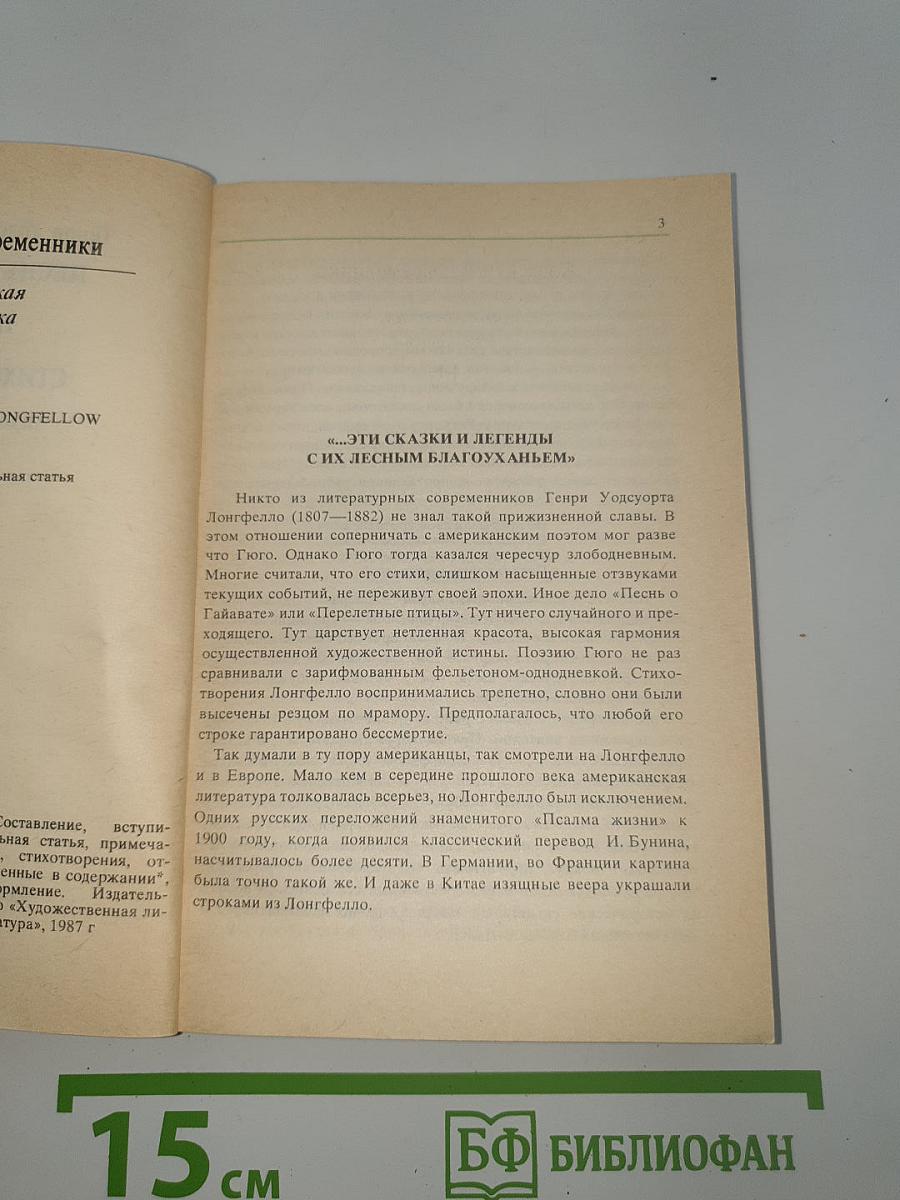 ременники
кая
ка
ONGFELLOW
ьная статья
Составление, вступи-
ьная статья, примеча-
, стихотворения, от-
енные в содержании*,
ормление. Издатель-
о «Художественная ли-
атура», 1987 г
3
«...ЭТИ СКАЗКИ И ЛЕГЕНДЫ
С ИХ ЛЕСНЫМ БЛАГОУХАНЬЕМ»
Никто из литературных современников Генри Уодсуорта
Лонгфелло (1807—1882) не знал такой прижизненной славы. В
этом отношении соперничать с американским поэтом мог разве
что Гюго. Однако Гюго тогда казался чересчур злободневным.
Многие считали, что его стихи, слишком насыщенные отзвуками
текущих событий, не переживут своей эпохи. Иное дело «Песнь о
Гайавате» или «Перелетные птицы». Тут ничего случайного и пре-
ходящего. Тут царствует нетленная красота, высокая гармония
осуществленной художественной истины. Поэзию Гюго не раз
сравнивали с зарифмованным фельетоном-однодневкой. Стихо-
творения Лонгфелло воспринимались трепетно, словно они были
высечены резцом по мрамору. Предполагалось, что любой его
строке гарантировано бессмертие.
Так думали в ту пору американцы, так смотрели на Лонгфелло
и в Европе. Мало кем в середине прошлого века американская
литература толковалась всерьез, но Лонгфелло был исключением.
Одних русских переложений знаменитого «Псалма жизни» к
1900 году, когда появился классический перевод И. Бунина,
насчитывалось более десяти. В Германии, во Франции картина
была точно такой же. И даже в Китае изящные веера украшали
строками из Лонгфелло.
15 см
БФ БИБЛИОФАН